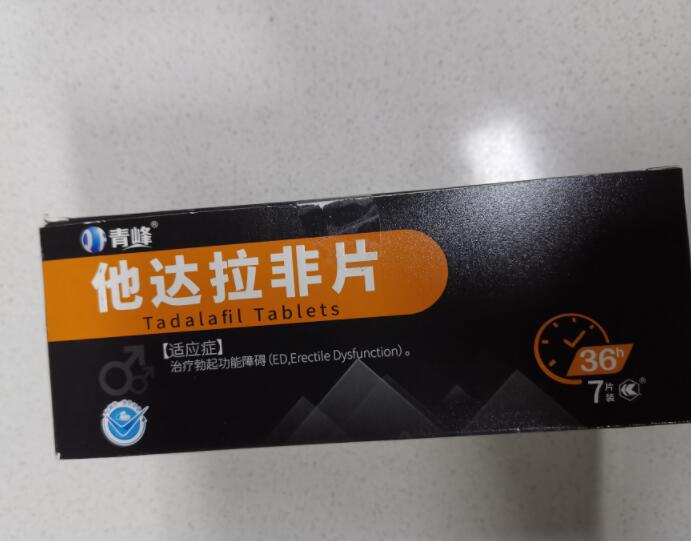 青峰®
他达拉非片
Tadalafil Tablets
【适应症】
治疗勃起功能障碍(ED,Erectile Dysfunction)。
36h
7片装